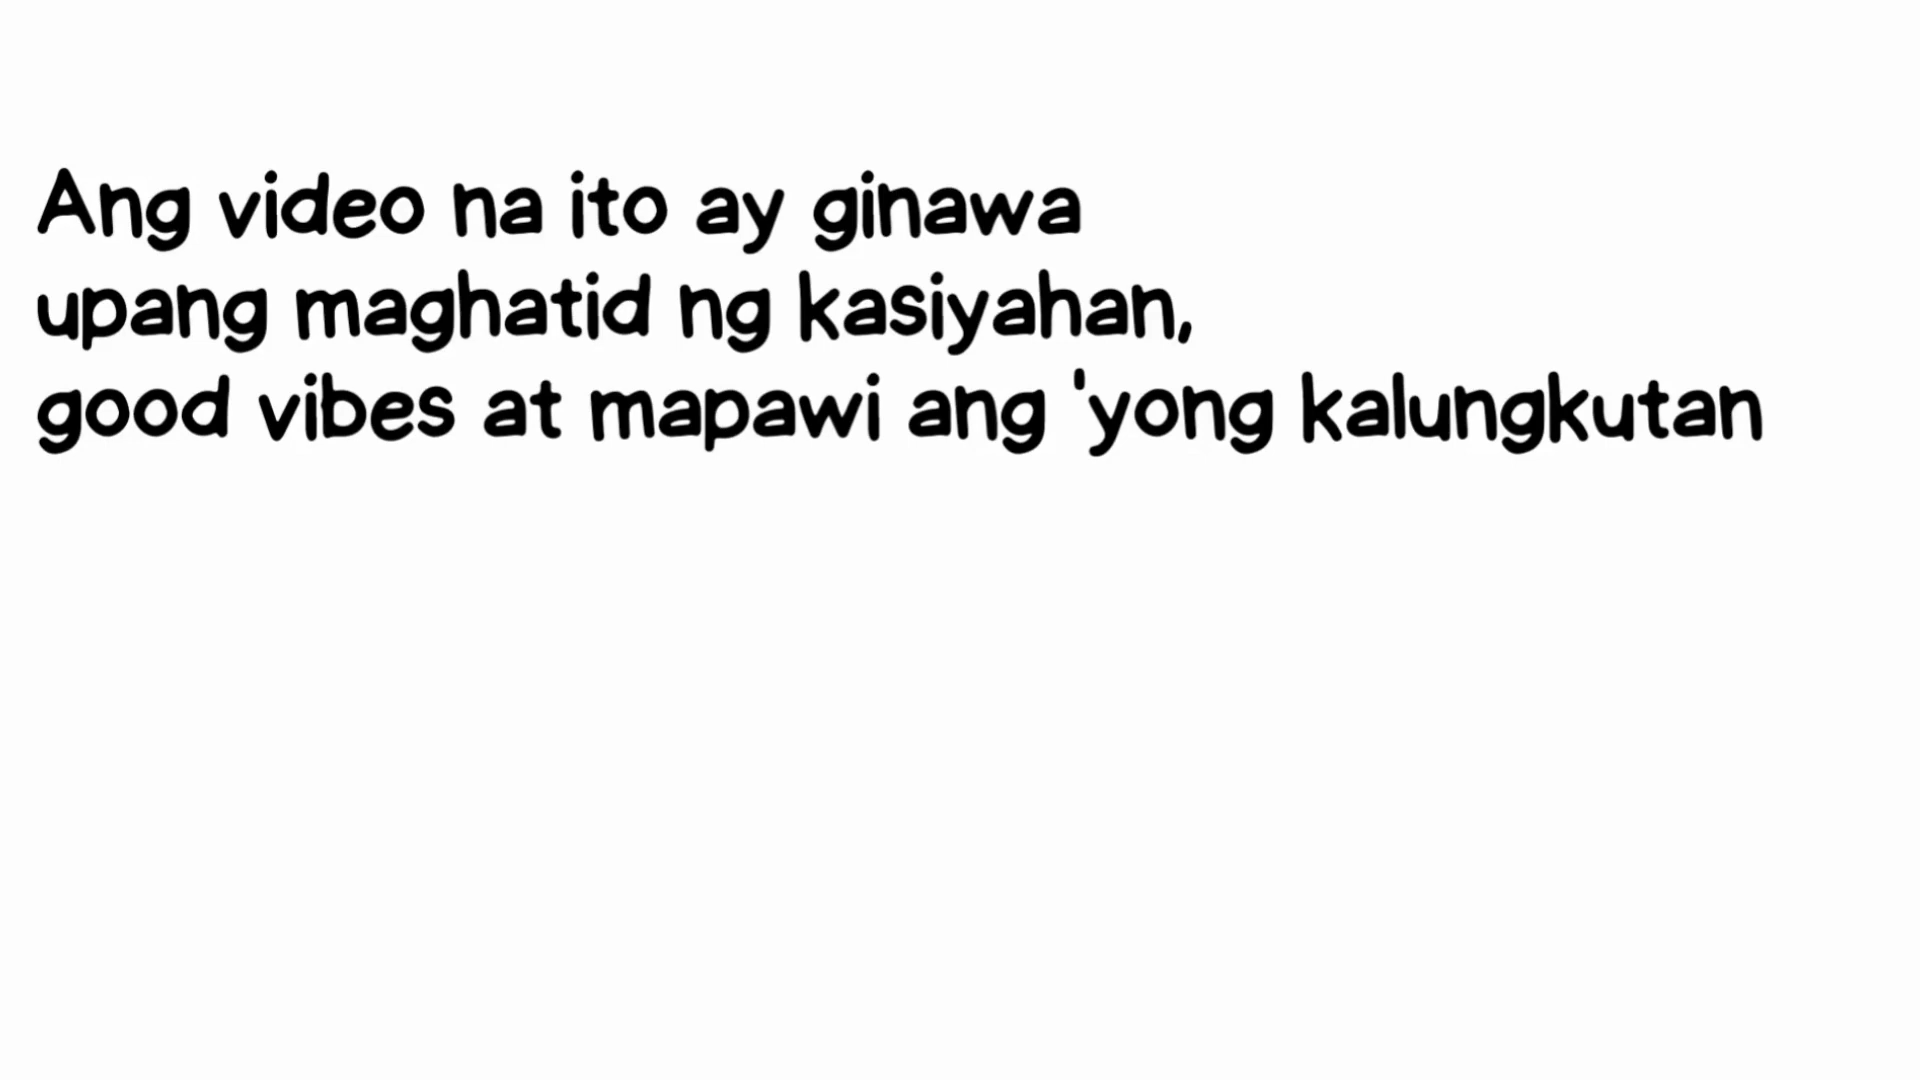 Ang video na ito ay ginawa
upang maghatid ng kasiyahan,
good vibes at mapawi ang 'yong kalungkutan